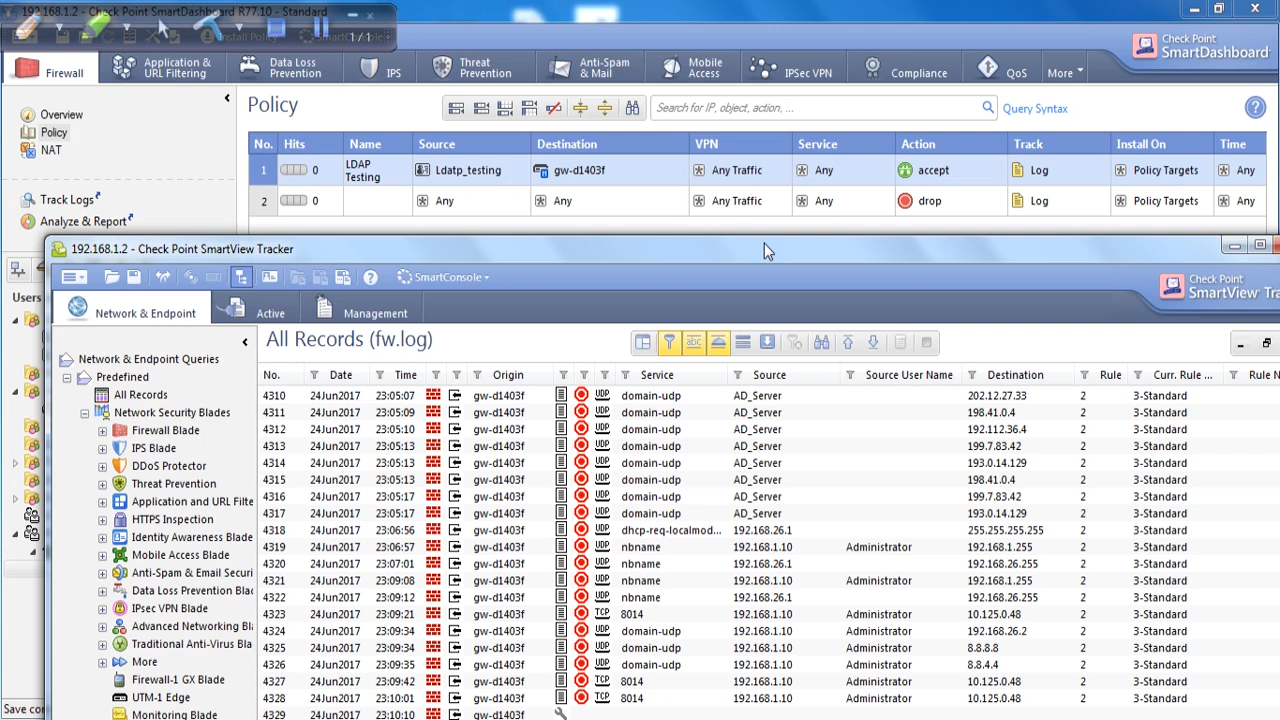 192.168.1.2 - Check Point SmartDashboard R77.10 - Standard
Install Policy SmartConsole
1/1
Firewall
Application & URL Filtering
Data Loss Prevention
IPS
Threat Prevention
Anti-Spam & Mail
Mobile Access
IPSec VPN
Compliance
QoS
More
Check Point
SmartDashboard
Overview
Policy
NAT
Track Logs
Analyze & Report
Users
Save
Policy
Search for IP, object, action, ...
Query Syntax
No. Hits Name Source Destination VPN Service Action Track Install On Time
1 0 LDAP Testing Ldatp_testing gw-d1403f Any Traffic Any accept Log Policy Targets Any
2 0 Any Any Any Traffic Any drop Log Policy Targets Any
192.168.1.2 - Check Point SmartView Tracker
SmartConsole
Check Point
SmartView Tra
Network & Endpoint Active Management
Network & Endpoint Queries
Predefined
All Records
Network Security Blades
Firewall Blade
IPS Blade
DDoS Protector
Threat Prevention
Application and URL Filte
HTTPS Inspection
Identity Awareness Blade
Mobile Access Blade
Anti-Spam & Email Securi
Data Loss Prevention Blac
IPsec VPN Blade
Advanced Networking Bl
Traditional Anti-Virus Bla
More
Firewall-1 GX Blade
UTM-1 Edge
Monitoring Blade
All Records (fw.log)
No. Date Time Origin Service Source Source User Name Destination Rule Curr. Rule ... Rule N
4310 24Jun2017 23:05:07 gw-d1403f UDP domain-udp AD_Server 202.12.27.33 2 3-Standard
4311 24Jun2017 23:05:09 gw-d1403f UDP domain-udp AD_Server 198.41.0.4 2 3-Standard
4312 24Jun2017 23:05:10 gw-d1403f UDP domain-udp AD_Server 192.112.36.4 2 3-Standard
4313 24Jun2017 23:05:13 gw-d1403f UDP domain-udp AD_Server 199.7.83.42 2 3-Standard
4314 24Jun2017 23:05:13 gw-d1403f UDP domain-udp AD_Server 193.0.14.129 2 3-Standard
4315 24Jun2017 23:05:13 gw-d1403f UDP domain-udp AD_Server 198.41.0.4 2 3-Standard
4316 24Jun2017 23:05:17 gw-d1403f UDP domain-udp AD_Server 199.7.83.42 2 3-Standard
4317 24Jun2017 23:05:17 gw-d1403f UDP domain-udp AD_Server 193.0.14.129 2 3-Standard
4318 24Jun2017 23:06:56 gw-d1403f UDP dhcp-req-localmod... 192.168.26.1 255.255.255.255 2 3-Standard
4319 24Jun2017 23:06:57 gw-d1403f UDP nbname 192.168.1.10 Administrator 192.168.1.255 2 3-Standard
4320 24Jun2017 23:07:01 gw-d1403f UDP nbname 192.168.26.1 192.168.26.255 2 3-Standard
4321 24Jun2017 23:09:08 gw-d1403f UDP nbname 192.168.1.10 Administrator 192.168.1.255 2 3-Standard
4322 24Jun2017 23:09:12 gw-d1403f UDP nbname 192.168.26.1 192.168.26.255 2 3-Standard
4323 24Jun2017 23:09:21 gw-d1403f TCP 8014 192.168.1.10 Administrator 10.125.0.48 2 3-Standard
4324 24Jun2017 23:09:34 gw-d1403f UDP domain-udp 192.168.1.10 Administrator 192.168.26.2 2 3-Standard
4325 24Jun2017 23:09:34 gw-d1403f UDP domain-udp 192.168.1.10 Administrator 8.8.8.8 2 3-Standard
4326 24Jun2017 23:09:35 gw-d1403f UDP domain-udp 192.168.1.10 Administrator 8.8.4.4 2 3-Standard
4327 24Jun2017 23:09:42 gw-d1403f TCP 8014 192.168.1.10 Administrator 10.125.0.48 2 3-Standard
4328 24Jun2017 23:10:01 gw-d1403f TCP 8014 192.168.1.10 Administrator 10.125.0.48 2 3-Standard
4329 24Jun2017 23:10:10 gw-d1403f